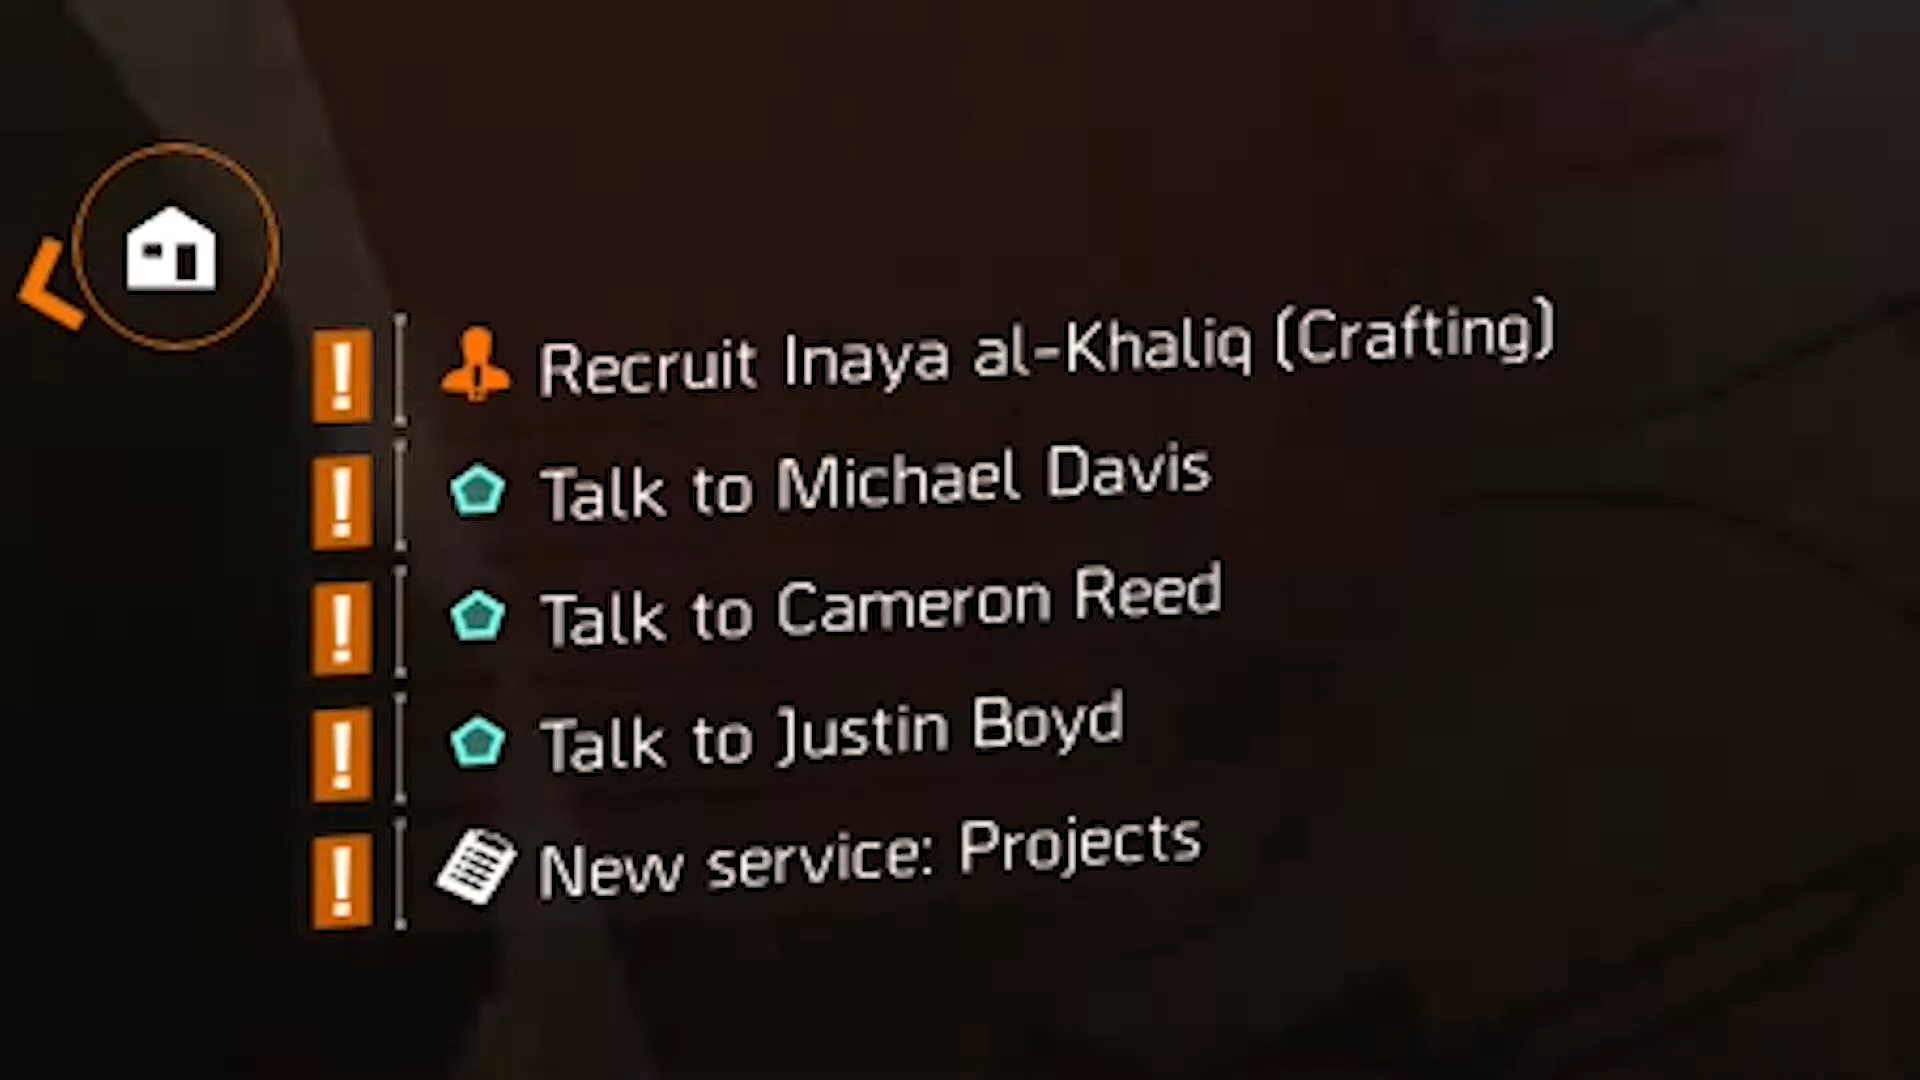 Recruit Inaya al-Khaliq (Crafting)
Talk to Michael Davis
Talk to Cameron Reed
Talk to Justin Boyd
New service: Projects